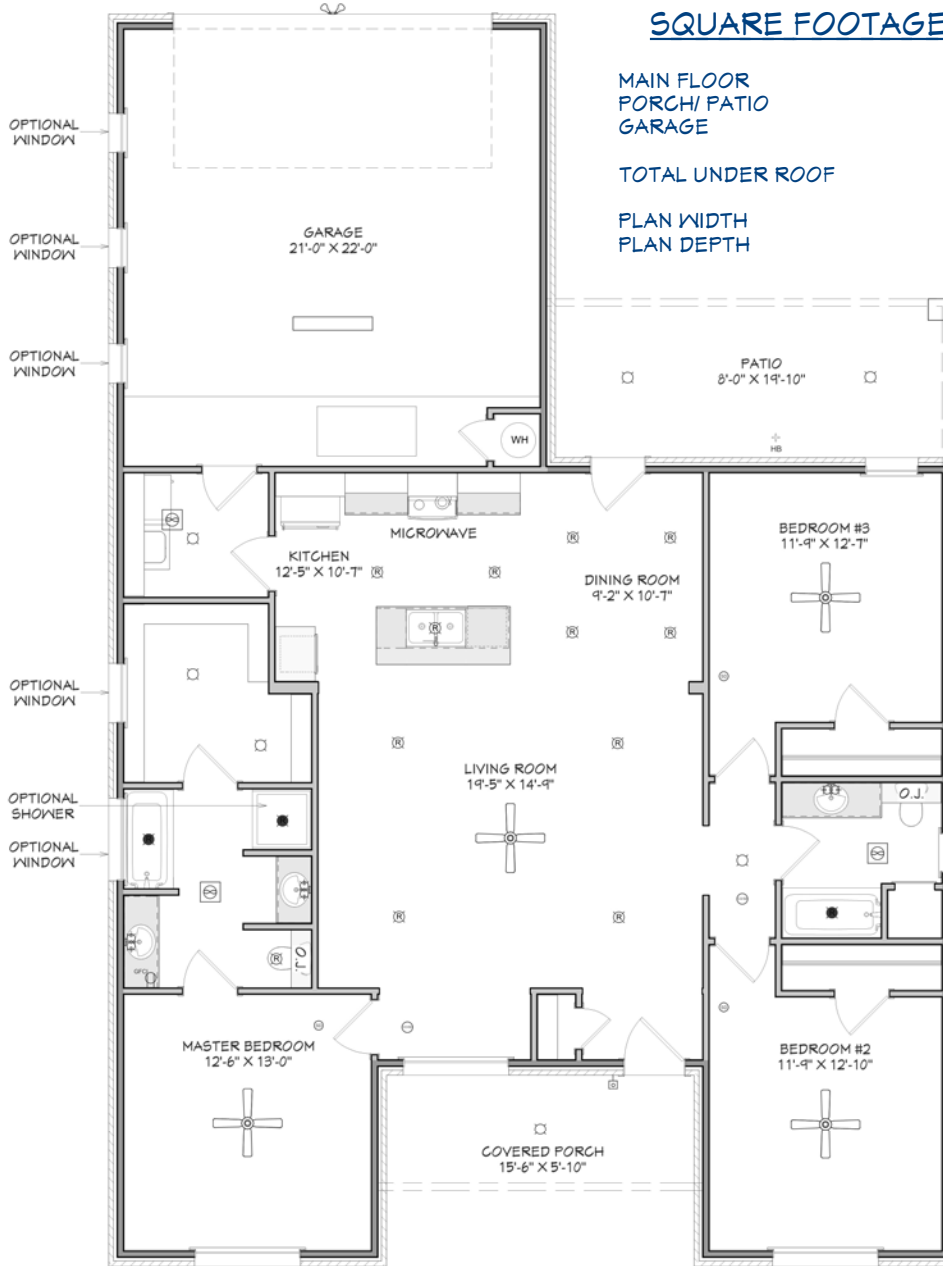 SQUARE FOOTAGE
MAIN FLOOR
PORCH/ PATIO
GARAGE
TOTAL UNDER ROOF
PLAN WIDTH
PLAN DEPTH
OPTIONAL
WINDOW
OPTIONAL
WINDOW
GARAGE
21'-0" X 22'-0"
OPTIONAL
WINDOW
PATIO
8'-0" X 19'-10"
WH
HB
MICROWAVE
KITCHEN
12'-5" X 10'-7"
R
R
R
R
DINING ROOM
9'-2" X 10'-7"
BEDROOM #3
11'-9" X 12'-7"
R
R
R
OPTIONAL
WINDOW
R
R
LIVING ROOM
19'-5" X 14'-9"
OPTIONAL
SHOWER
OPTIONAL
WINDOW
O.J.
R
R
GFCI
R
O.J.
MASTER BEDROOM
12'-6" X 13'-0"
BEDROOM #2
11'-9" X 12'-10"
COVERED PORCH
15'-6" X 5'-10"